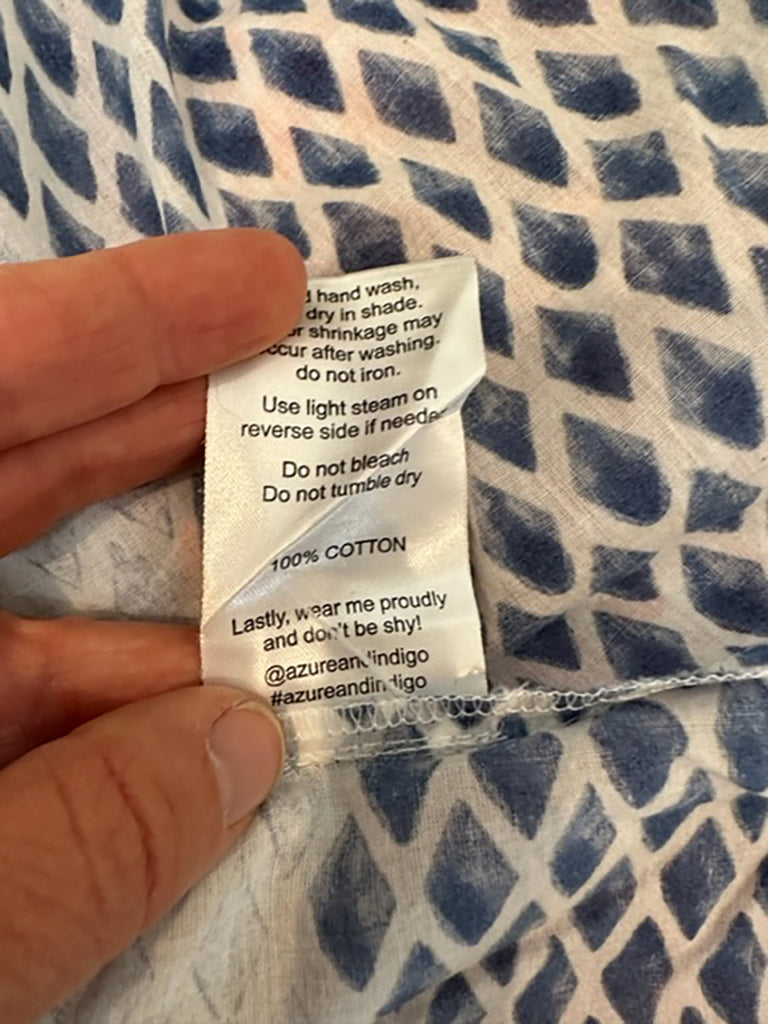 hand wash,
dry in shade.
shrinkage may
occur after washing.
do not iron.
Use light steam on
reverse side if needed
Do not bleach
Do not tumble dry
100% COTTON
Lastly, wear me proudly
and don't be shy!
@azureandindigo
#azureandindigo